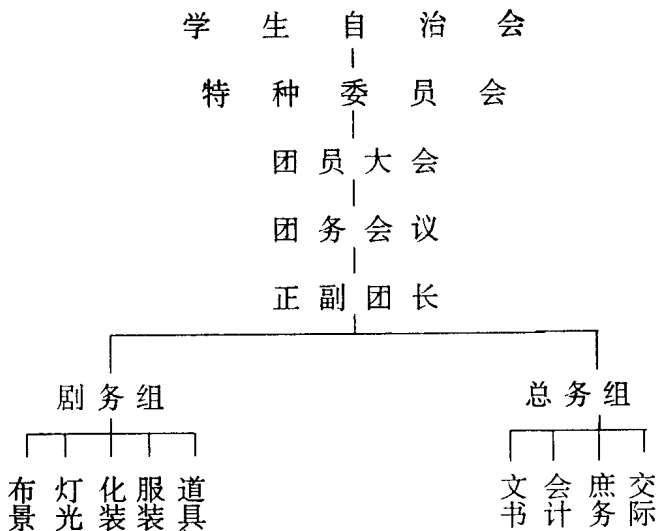 学生自治会
特种委员会
团员大会
团务会议
正副团长
剧务组
总务组
布景
灯光
化装
服装
道具
文书
会计
庶务
交际